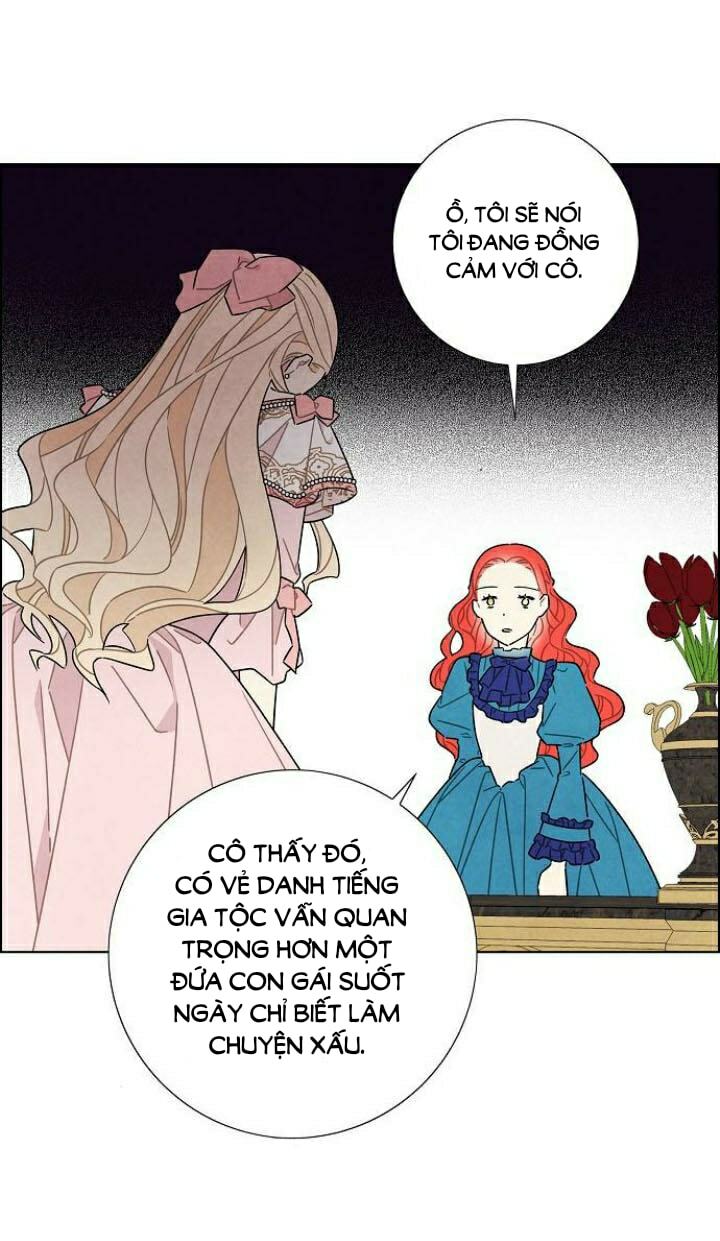 Ồ, TÔI SẼ NÓI
TÔI ĐANG ĐỒNG
CẢM VỚI CÔ.
CÔ THẤY ĐÓ,
CÓ VẺ DANH TIẾNG
GIA TỘC VẪN QUAN
TRỌNG HƠN MỘT
ĐỨA CON GÁI SUỐT
NGÀY CHỈ BIẾT LÀM
CHUYỆN XẤU.